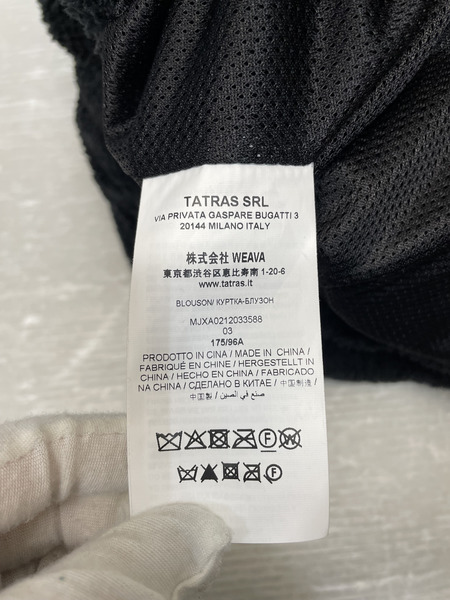 TATRAS SRL
VIA PRIVATA GASPARE BUGATTI 3
20144 MILANO ITALY
株式会社 WEAVA
東京都渋谷区恵比寿南 1-20-6
www.tatras.it
BLOUSON/ КУРТКА-БЛУЗОН
MJXA0212033588
03
175/96A
PRODOTTO IN CINA / MADE IN CHINA /
FABRIQUÉ EN CHINE / HERGESTELLT IN
CHINA / HECHO EN CHINA / FABRICADO
NA CHINA / СДЕЛАНО В КИТАЕ / 中国制造 /
中国製 / صنع في الصين /
F
F